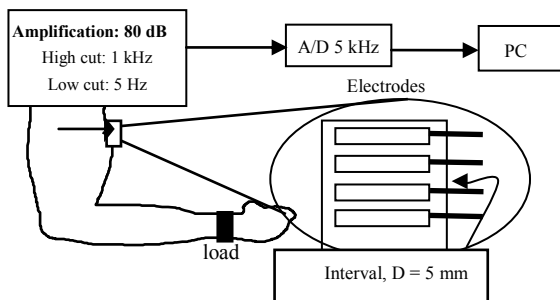 Amplification: 80 dB
High cut: 1 kHz
Low cut: 5 Hz
A/D 5 kHz
PC
Electrodes
load
Interval, D = 5 mm